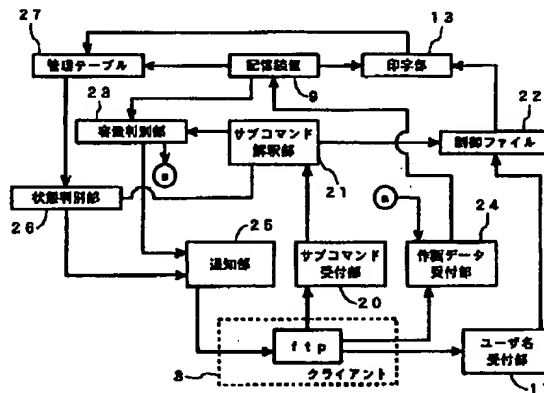 27
13
管理テーブル
記憶装置
印字部
23
9
22
容量判別部
サブコマンド
解釈部
制御ファイル
a
21
状態判別部
a
24
26
25
通知部
サブコマンド
受付部
作画データ
受付部
20
ftp
ユーザ名
受付部
3
クライアント
1